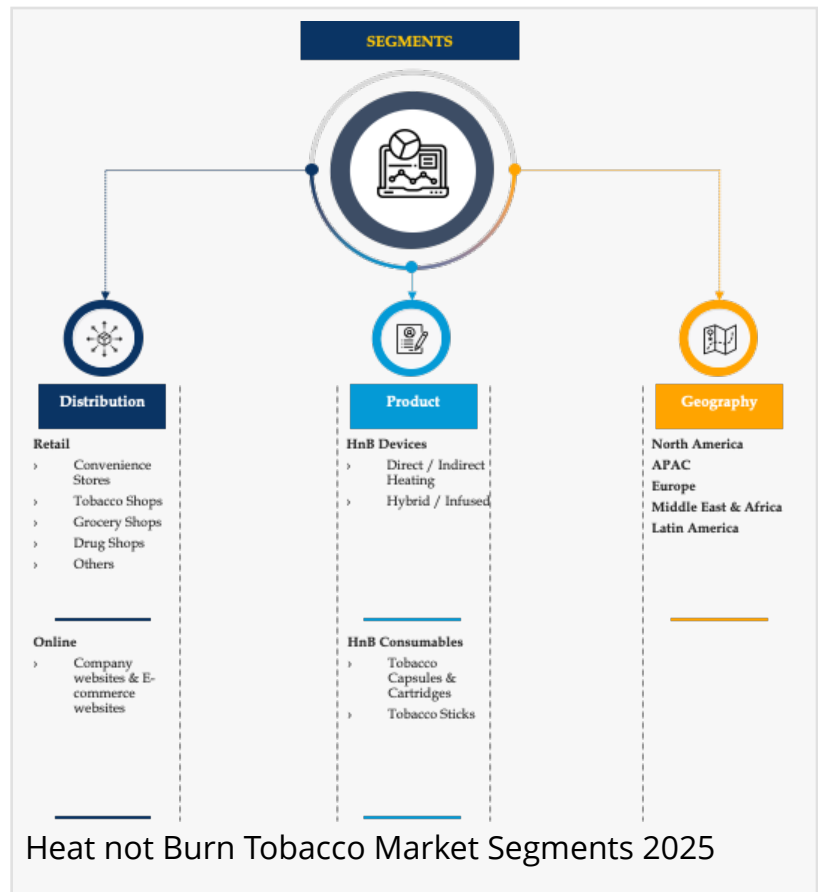 SEGMENTS
Distribution
Retail
› Convenience
Stores
› Tobacco Shops
› Grocery Shops
› Drug Shops
› Others
Online
› Company
websites & E-
commerce
websites
Product
HnB Devices
› Direct / Indirect
Heating
› Hybrid / Infused
HnB Consumables
› Tobacco
Capsules &
Cartridges
› Tobacco Sticks
Geography
North America
APAC
Europe
Middle East & Africa
Latin America
Heat not Burn Tobacco Market Segments 2025